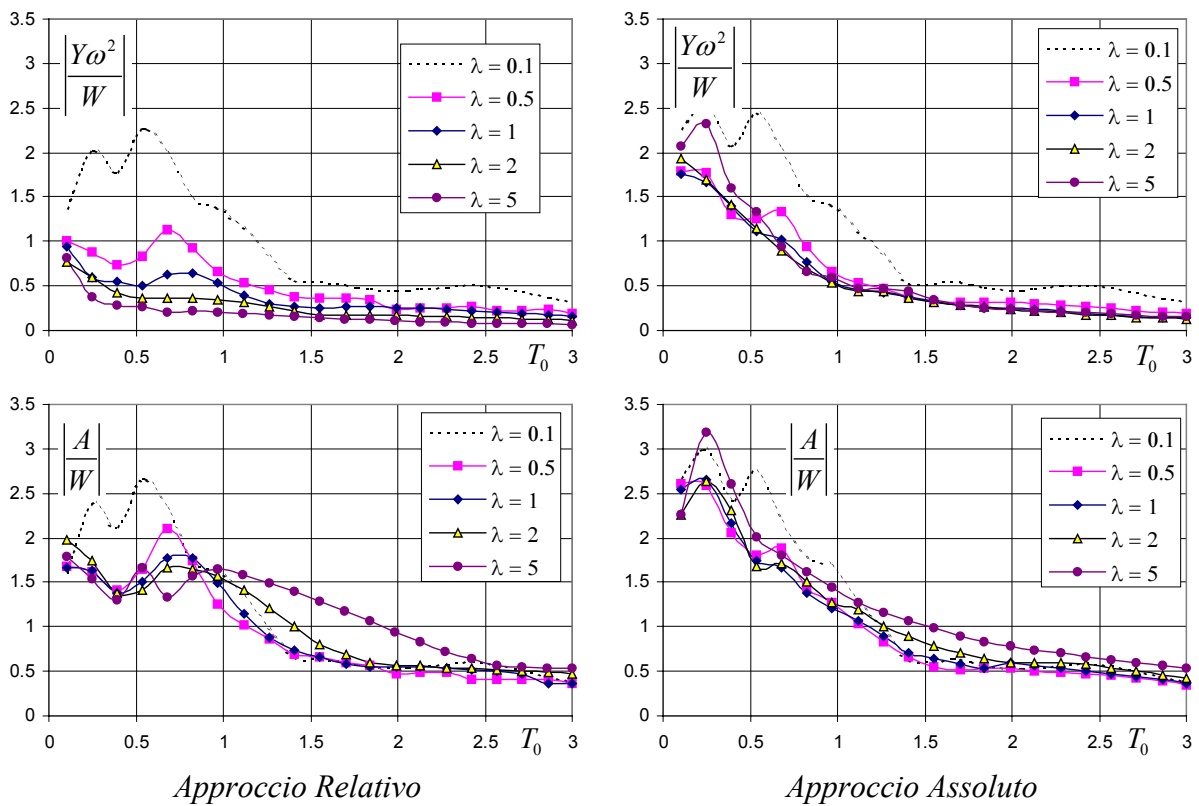 3.5
3
2.5
2
1.5
1
0.5
0
|Yω²/W|
λ = 0.1
λ = 0.5
λ = 1
λ = 2
λ = 5
0 0.5 1 1.5 2 2.5 3
T₀
3.5
3
2.5
2
1.5
1
0.5
0
|Yω²/W|
λ = 0.1
λ = 0.5
λ = 1
λ = 2
λ = 5
0 0.5 1 1.5 2 2.5 3
T₀
3.5
3
2.5
2
1.5
1
0.5
0
|A/W|
λ = 0.1
λ = 0.5
λ = 1
λ = 2
λ = 5
0 0.5 1 1.5 2 2.5 3
T₀
3.5
3
2.5
2
1.5
1
0.5
0
|A/W|
λ = 0.1
λ = 0.5
λ = 1
λ = 2
λ = 5
0 0.5 1 1.5 2 2.5 3
T₀
Approccio Relativo
Approccio Assoluto